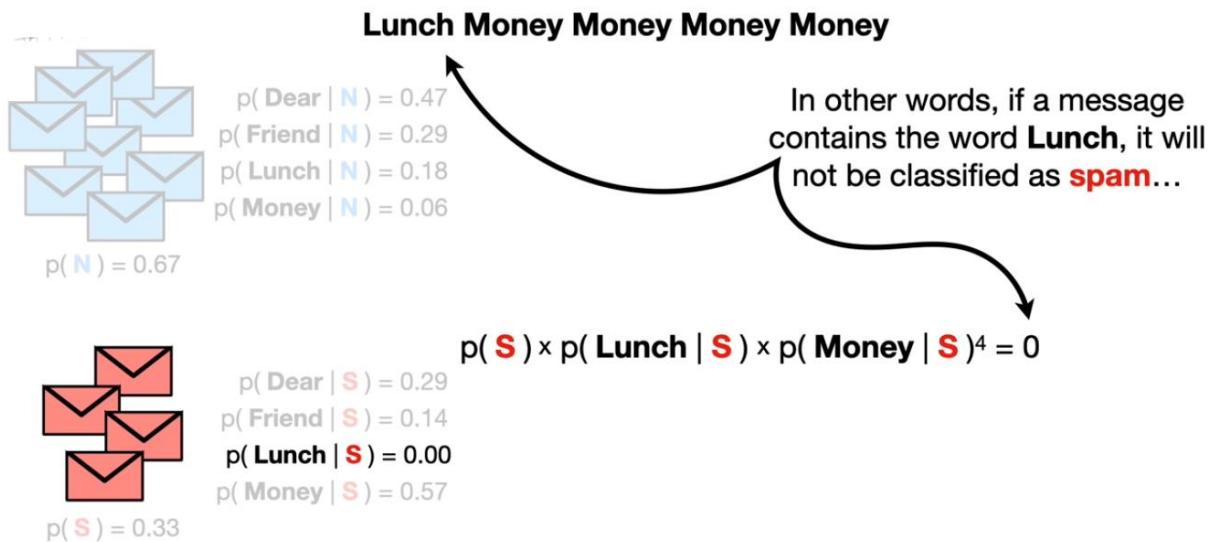 Lunch Money Money Money Money
p( Dear | N ) = 0.47
p( Friend | N ) = 0.29
p( Lunch | N ) = 0.18
p( Money | N ) = 0.06
p( N ) = 0.67
In other words, if a message
contains the word Lunch, it will
not be classified as spam…
p( S ) × p( Lunch | S ) × p( Money | S )⁴ = 0
p( Dear | S ) = 0.29
p( Friend | S ) = 0.14
p( Lunch | S ) = 0.00
p( Money | S ) = 0.57
p( S ) = 0.33